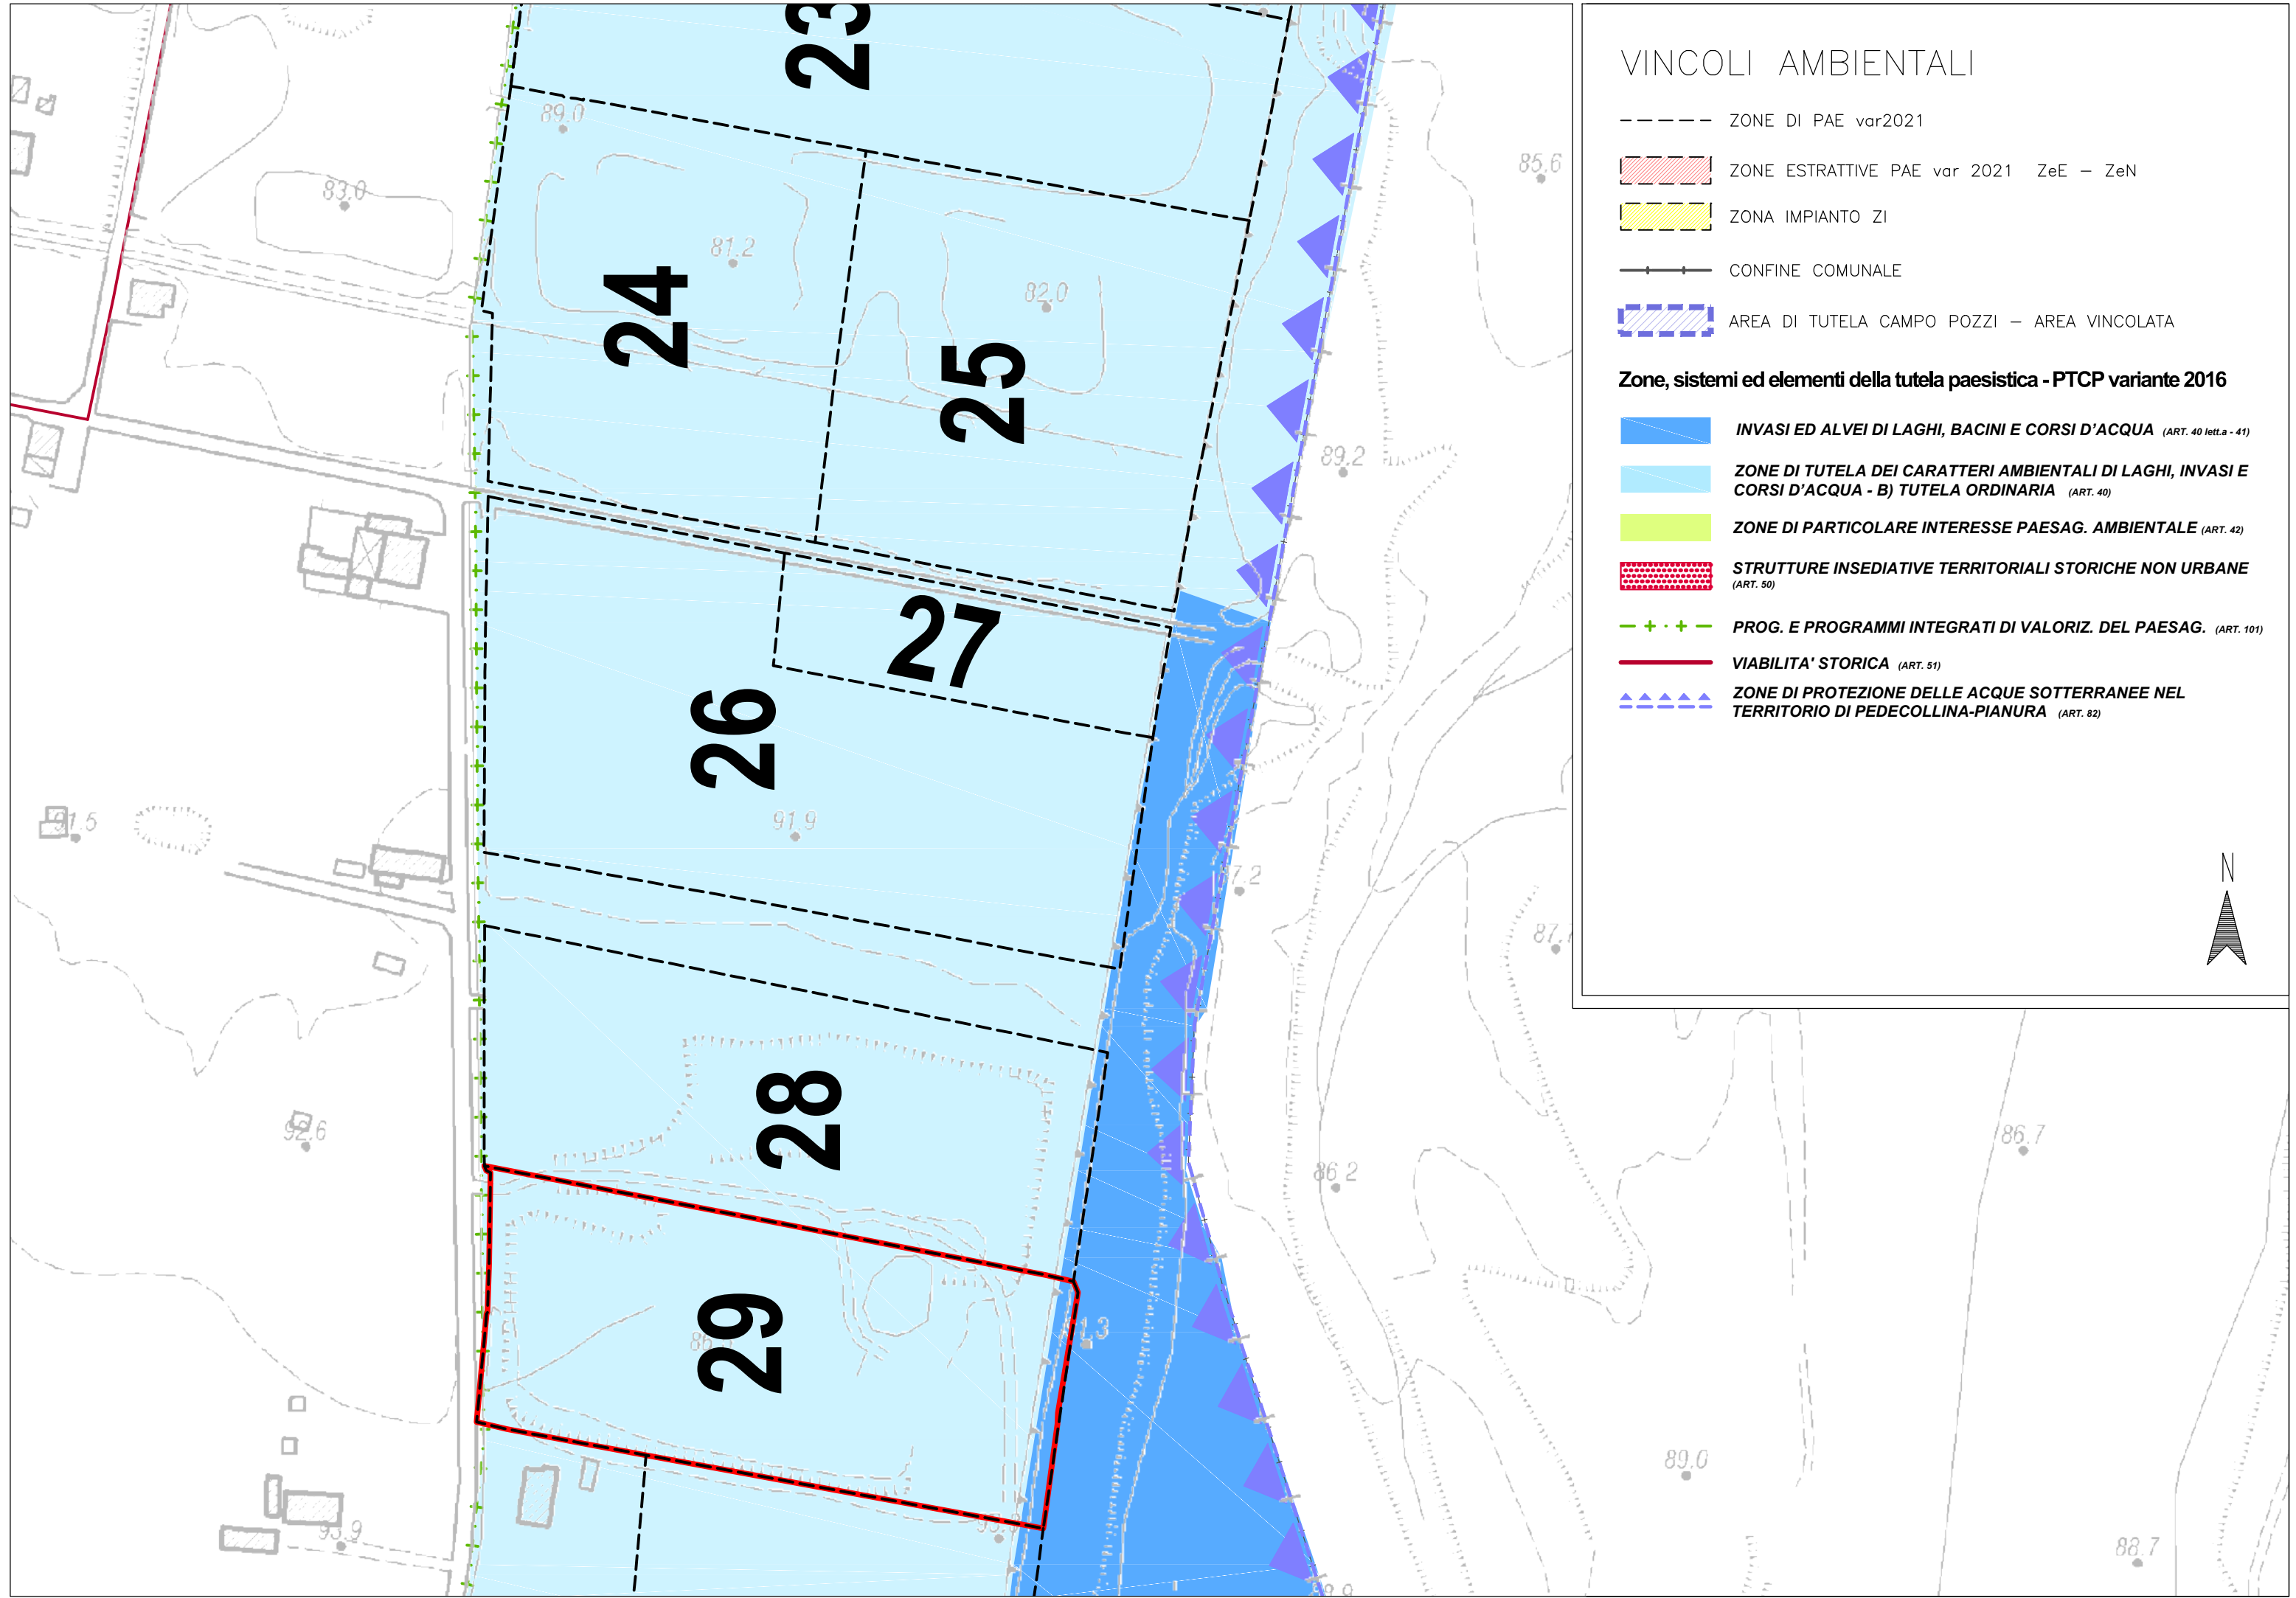 VINCOLI AMBIENTALI
ZONE DI PAE var2021
ZONE ESTRATTIVE PAE var 2021 ZeE – ZeN
ZONA IMPIANTO ZI
CONFINE COMUNALE
AREA DI TUTELA CAMPO POZZI – AREA VINCOLATA
Zone, sistemi ed elementi della tutela paesistica - PTCP variante 2016
INVASI ED ALVEI DI LAGHI, BACINI E CORSI D'ACQUA (ART. 40 lett.a - 41)
ZONE DI TUTELA DEI CARATTERI AMBIENTALI DI LAGHI, INVASI E
CORSI D'ACQUA - B) TUTELA ORDINARIA (ART. 40)
ZONE DI PARTICOLARE INTERESSE PAESAG. AMBIENTALE (ART. 42)
STRUTTURE INSEDIATIVE TERRITORIALI STORICHE NON URBANE
(ART. 50)
PROG. E PROGRAMMI INTEGRATI DI VALORIZ. DEL PAESAG. (ART. 101)
VIABILITA' STORICA (ART. 51)
ZONE DI PROTEZIONE DELLE ACQUE SOTTERRANEE NEL
TERRITORIO DI PEDECOLLINA-PIANURA (ART. 82)
N
23
89.0
85.6
83.0
81.2
82.0
24
25
89.2
27
26
91.5
91.9
87.1
28
92.6
86.7
86.2
29
89.0
93.9
88.7